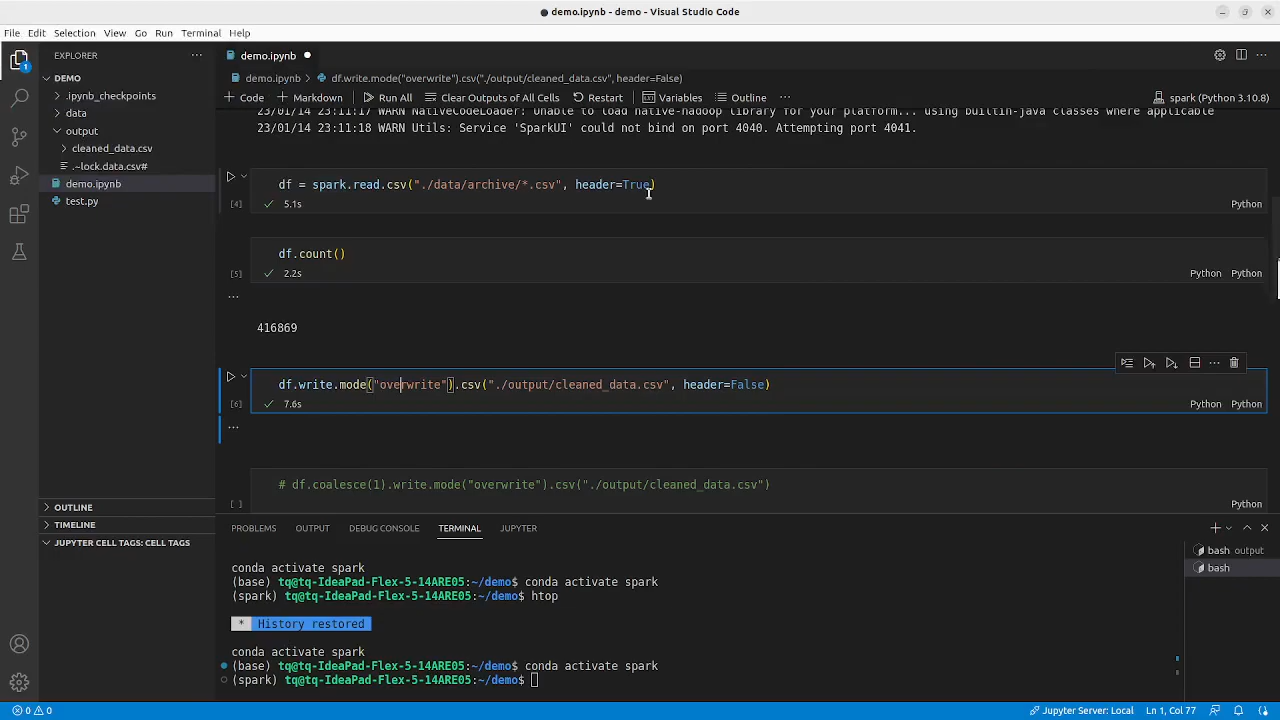 demo.ipynb - demo - Visual Studio Code
File Edit Selection View Go Run Terminal Help
EXPLORER
demo.ipynb
DEMO
demo.ipynb > df.write.mode("overwrite").csv("./output/cleaned_data.csv", header=False)
.ipynb_checkpoints
+ Code + Markdown Run All Clear Outputs of All Cells Restart Variables Outline spark (Python 3.10.8)
data
23/01/14 23:11:17 WARN NativeCodeLoader: Unable to load native-hadoop library for your platform... using builtin-java classes where applicable
output
23/01/14 23:11:18 WARN Utils: Service 'SparkUI' could not bind on port 4040. Attempting port 4041.
cleaned_data.csv
.~lock.data.csv#
demo.ipynb
test.py
1
df = spark.read.csv("./data/archive/*.csv", header=True)
[4] 5.1s Python
df.count()
[5] 2.2s Python Python
416869
df.write.mode("overwrite").csv("./output/cleaned_data.csv", header=False)
[6] 7.6s Python Python
# df.coalesce(1).write.mode("overwrite").csv("./output/cleaned_data.csv")
[ ] Python
OUTLINE
TIMELINE
JUPYTER CELL TAGS: CELL TAGS
PROBLEMS OUTPUT DEBUG CONSOLE TERMINAL JUPYTER
bash output
bash
conda activate spark
(base) tq@tq-IdeaPad-Flex-5-14ARE05:~/demo$ conda activate spark
(spark) tq@tq-IdeaPad-Flex-5-14ARE05:~/demo$ htop
* History restored
conda activate spark
(base) tq@tq-IdeaPad-Flex-5-14ARE05:~/demo$ conda activate spark
(spark) tq@tq-IdeaPad-Flex-5-14ARE05:~/demo$
0 0 Jupyter Server: Local Ln 1, Col 77